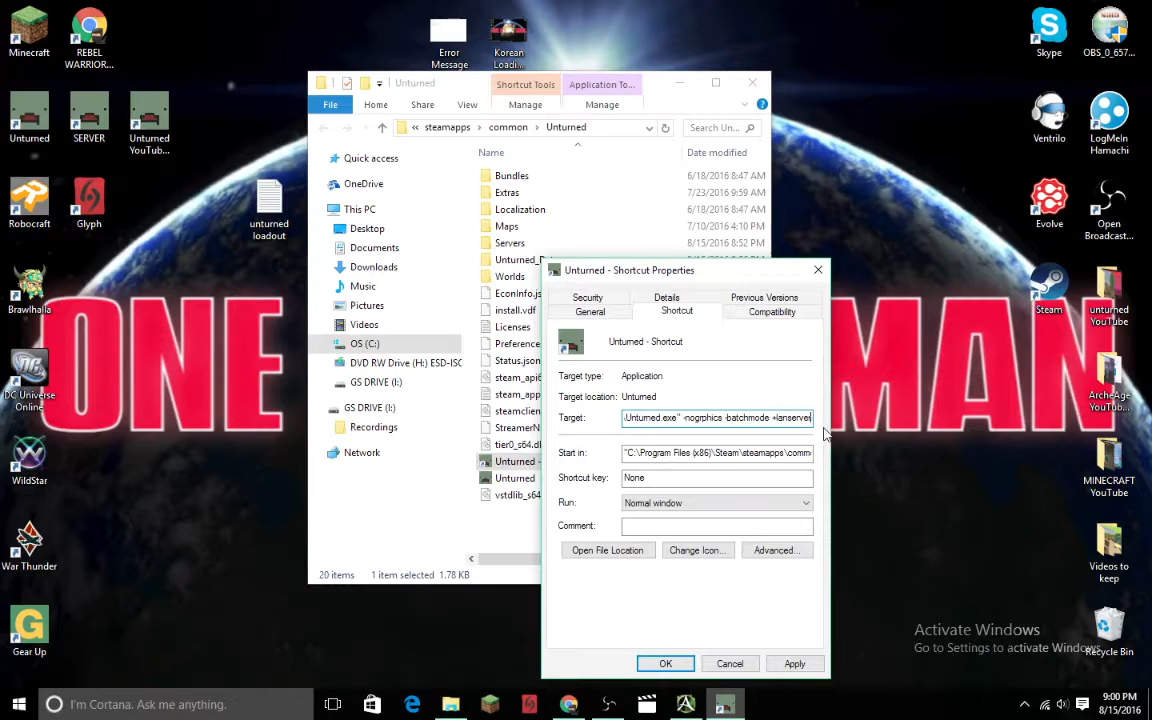 Minecraft
REBEL
WARRIOR...
Error
Message
Korean
Loadi...
Skype
OBS_0_657...
Unturned
SERVER
Unturned
YouTub...
Ventrilo
LogMeIn
Hamachi
Robocraft
Glyph
unturned
loadout
Evolve
Open
Broadcast...
Brawlhalla
Steam
unturned
YouTube
DC Universe
Online
ArcheAge
YouTub...
WildStar
MINECRAFT
YouTube
War Thunder
Videos to
keep
Gear Up
Recycle Bin
ONE
MAN
Unturned
Shortcut Tools
Application To...
File
Home
Share
View
Manage
Manage
« steamapps > common > Unturned
Search Un...
Name
Date modified
Quick access
OneDrive
This PC
Desktop
Documents
Downloads
Music
Pictures
Videos
OS (C:)
DVD RW Drive (H:) ESD-ISO
GS DRIVE (I:)
GS DRIVE (I:)
Recordings
Network
Bundles
6/18/2016 8:47 AM
Extras
7/23/2016 9:59 AM
Localization
6/18/2016 8:47 AM
Maps
7/10/2016 4:10 PM
Servers
8/15/2016 8:52 PM
Unturned_D
Worlds
EconInfo.js
install.vdf
Licenses
Preference
Status.json
steam_api6
steam_app
steamclien
StreamerN
tier0_s64.dl
Unturned -
Unturned
vstdlib_s64
20 items
1 item selected 1.78 KB
Unturned - Shortcut Properties
Security
Details
Previous Versions
General
Shortcut
Compatibility
Unturned - Shortcut
Target type: Application
Target location: Unturned
Target: .Unturned.exe" -nogrphics -batchmode +lanserver
Start in: "C:\Program Files (x86)\Steam\steamapps\comm
Shortcut key: None
Run: Normal window
Comment:
Open File Location
Change Icon...
Advanced...
OK
Cancel
Apply
Activate Windows
Go to Settings to activate Windows.
I'm Cortana. Ask me anything.
9:00 PM
8/15/2016